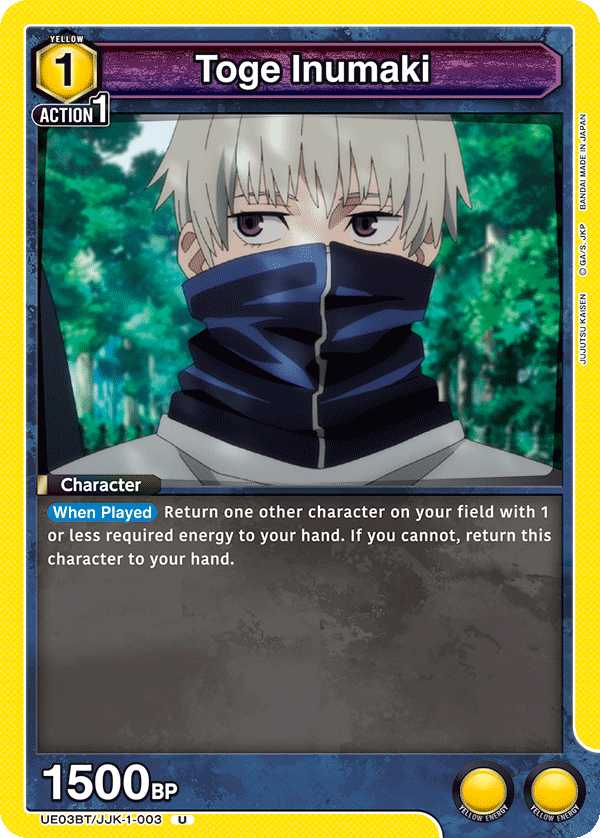 YELLOW
1
Toge Inumaki
ACTION 1
BANDAI MADE IN JAPAN
© GA/S, JKP
JUJUTSU KAISEN
Character
When Played Return one other character on your field with 1
or less required energy to your hand. If you cannot, return this
character to your hand.
1500 BP
YELLOW ENERGY
YELLOW ENERGY
UE03BT/JJK-1-003 U